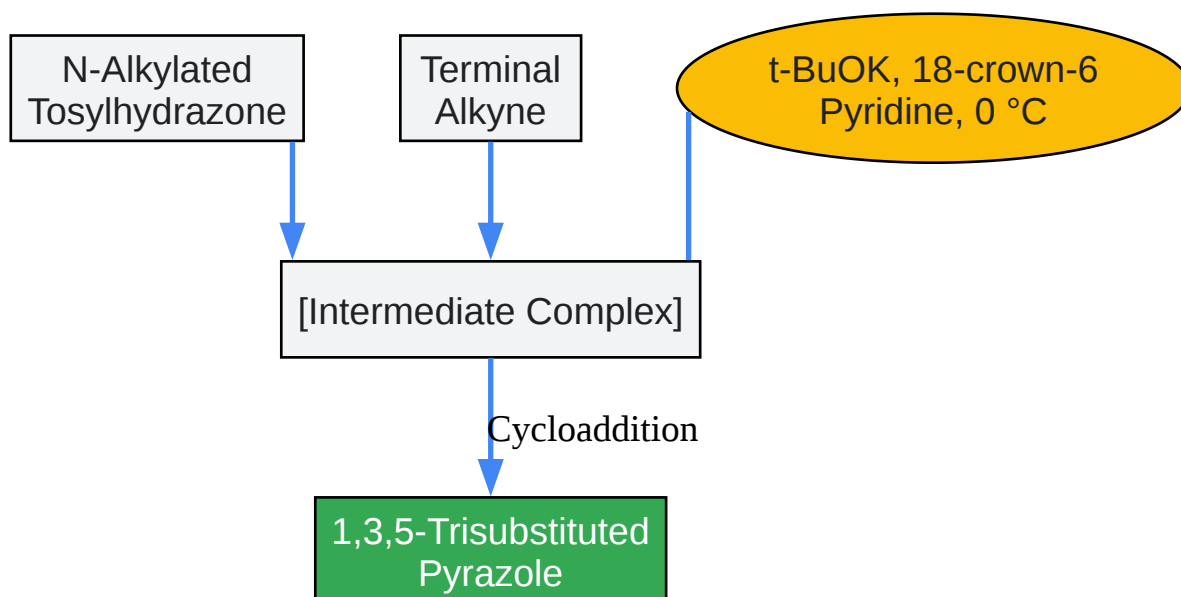 N-Alkylated
Tosylhydrazone
Terminal
Alkyne
t-BuOK, 18-crown-6
Pyridine, 0 °C
[Intermediate Complex]
Cycloaddition
1,3,5-Trisubstituted
Pyrazole